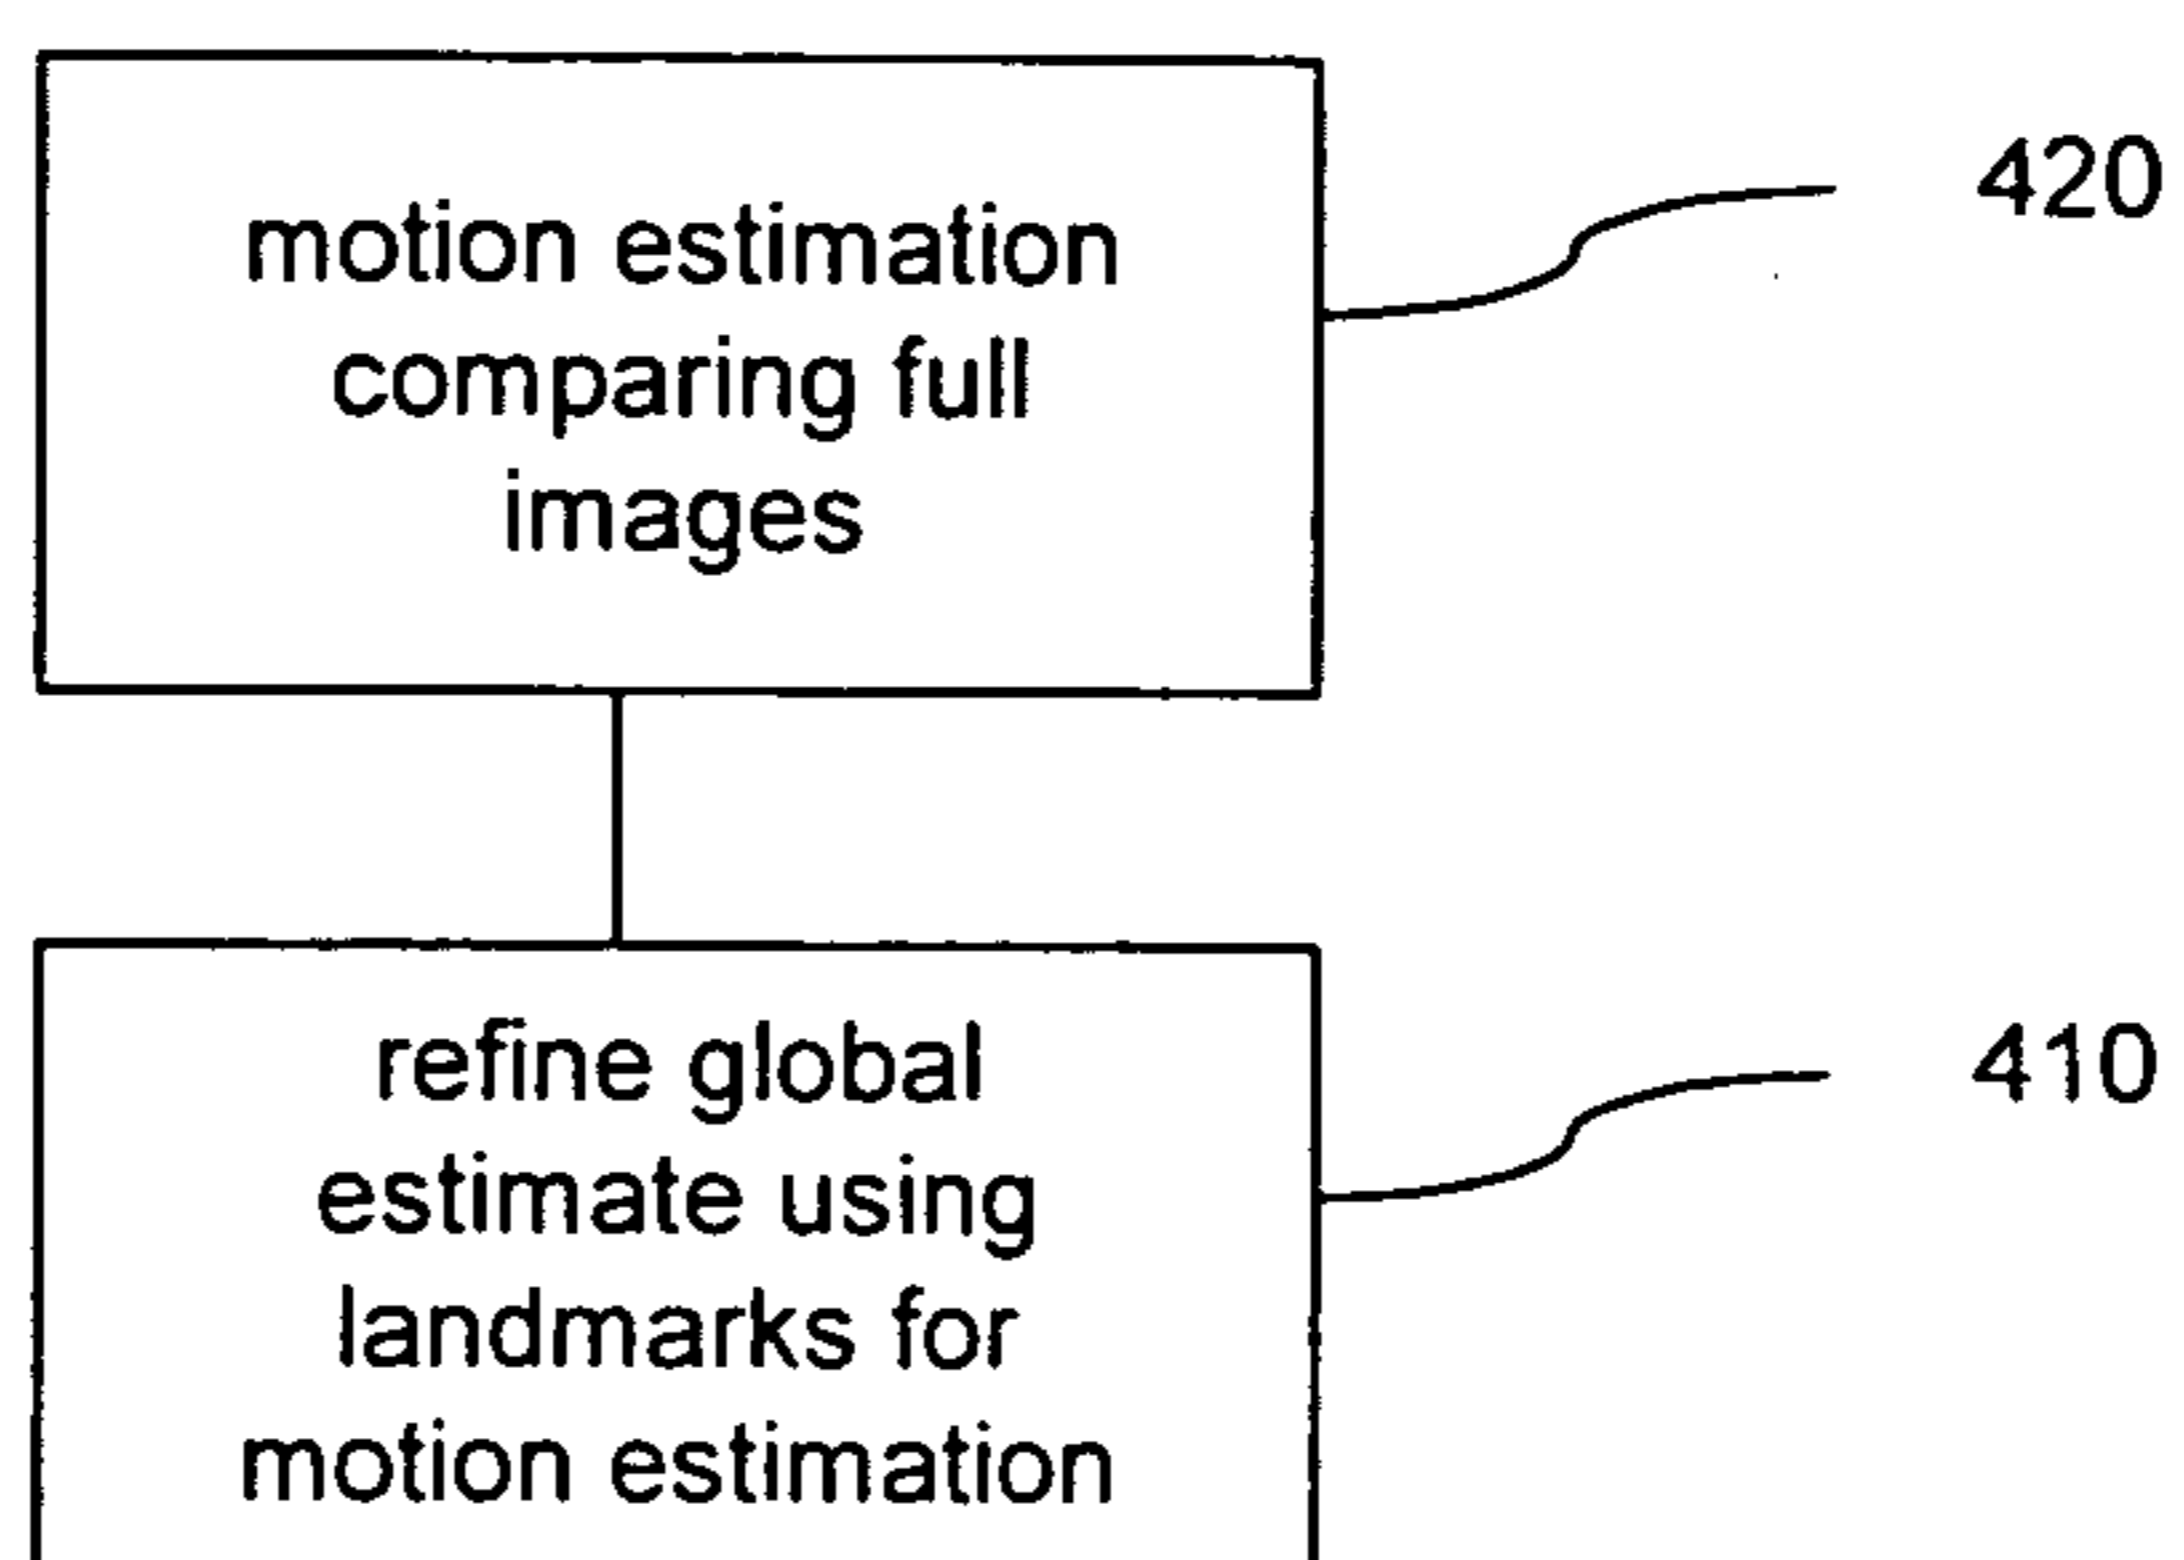 motion estimation
comparing full
images
420
refine global
estimate using
landmarks for
motion estimation
410